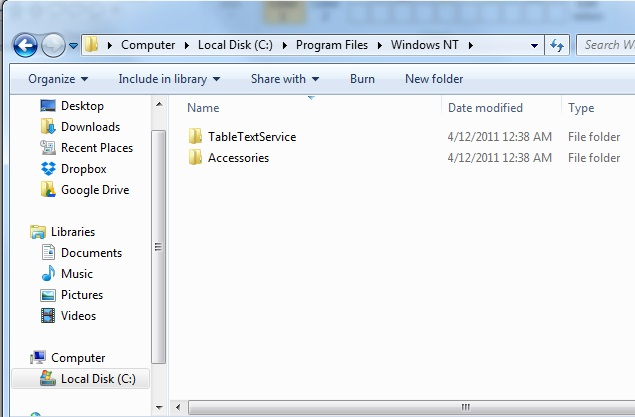 Computer Local Disk (C:) Program Files Windows NT Search W
Organize Include in library Share with Burn New folder
Name Date modified Type
Desktop
Downloads
Recent Places
Dropbox
Google Drive
Libraries
Documents
Music
Pictures
Videos
Computer
Local Disk (C:)
TableTextService 4/12/2011 12:38 AM File folder
Accessories 4/12/2011 12:38 AM File folder